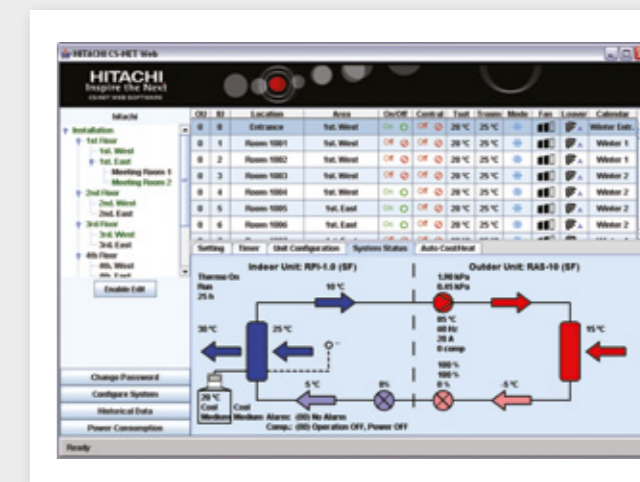 HITACHI CS-NET Web
HITACHI
Inspire the Next
CS-NET WEB SOFTWARE
Hitachi
Installation
1st Floor
1st. West
1st. East
Meeting Room 1
Meeting Room 2
2nd Floor
2nd. West
2nd. East
3rd Floor
3rd. West
3rd. East
4th Floor
4th. West
4th. East
Enable Edit
Change Password
Configure System
Historical Data
Power Consumption
OU IU Location Area On/Off Central Tset Troom Mode Fan Louver Calendar
0 0 Entrance 1st. West On Off 20 ºC 25 ºC Winter Entr.
0 1 Room 1001 1st. West Off Off 20 ºC 25 ºC Winter 1
0 2 Room 1002 1st. West Off Off 20 ºC 25 ºC Winter 1
0 3 Room 1003 1st. West Off Off 20 ºC 25 ºC Winter 2
0 4 Room 1004 1st. West On Off 20 ºC 25 ºC Winter 2
0 5 Room 1005 1st. East On Off 20 ºC 25 ºC Winter 2
0 6 Room 1006 1st. East On Off 20 ºC 25 ºC Winter 2
Setting Timer Unit Configuration System Status Auto Cool/Heat
Indoor Unit: RPI-1.0 (SF)
Outdor Unit: RAS-10 (SF)
Thermo On
Run
25 h
10 ºC
30 ºC
25 ºC
5 ºC
0%
20 ºC
Cool
Medium
Cool
Medium
Alarm: (00) No Alarm
Comp.: (00) Operation OFF, Power OFF
85 ºC
60 Hz
20 A
0 comp
100 %
100 %
0 %
-5 ºC
15 ºC
Ready